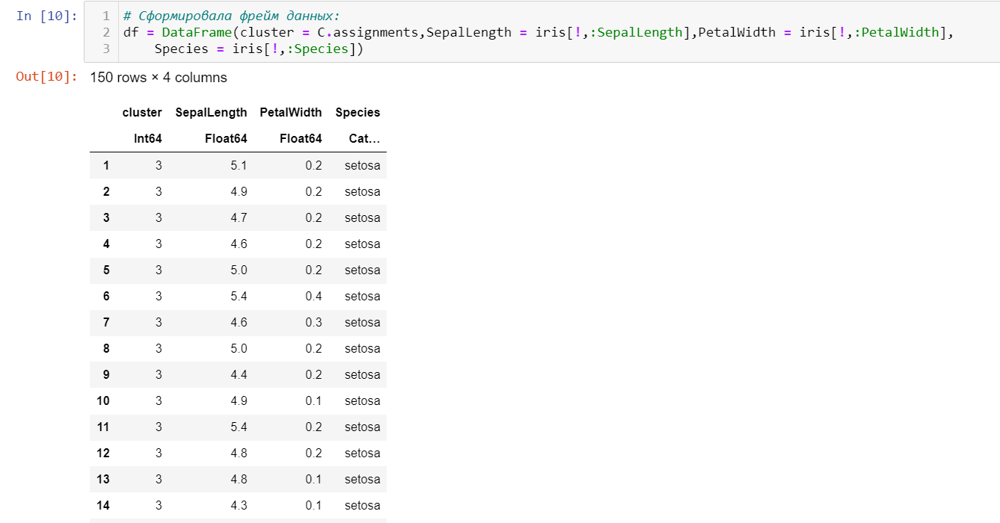 In [10]:
1 # Сформировала фрейм данных:
2 df = DataFrame(cluster = C.assignments,SepalLength = iris[!,:SepalLength],PetalWidth = iris[!,:PetalWidth],
3     Species = iris[!,:Species])
Out[10]: 150 rows × 4 columns
cluster SepalLength PetalWidth Species
Int64 Float64 Float64 Cat…
1 3 5.1 0.2 setosa
2 3 4.9 0.2 setosa
3 3 4.7 0.2 setosa
4 3 4.6 0.2 setosa
5 3 5.0 0.2 setosa
6 3 5.4 0.4 setosa
7 3 4.6 0.3 setosa
8 3 5.0 0.2 setosa
9 3 4.4 0.2 setosa
10 3 4.9 0.1 setosa
11 3 5.4 0.2 setosa
12 3 4.8 0.2 setosa
13 3 4.8 0.1 setosa
14 3 4.3 0.1 setosa